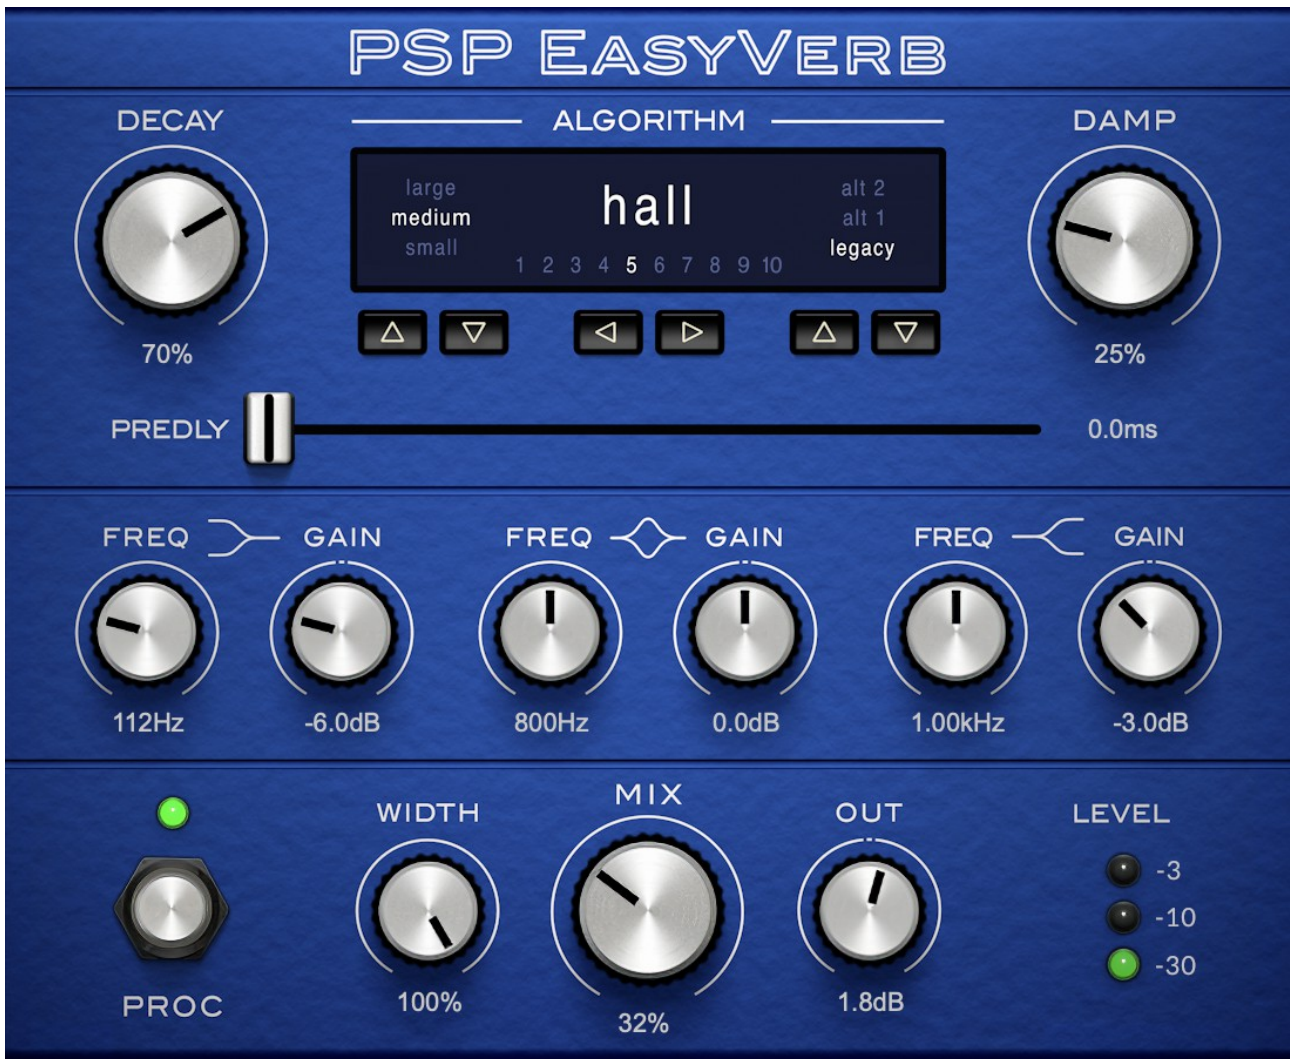 PSP EASYVERB
DECAY
ALGORITHM
DAMP
large
medium
small
hall
1 2 3 4 5 6 7 8 9 10
alt 2
alt 1
legacy
70%
25%
PREDLY
0.0ms
FREQ GAIN
FREQ GAIN
FREQ GAIN
112Hz
-6.0dB
800Hz
0.0dB
1.00kHz
-3.0dB
PROC
WIDTH
100%
MIX
32%
OUT
1.8dB
LEVEL
-3
-10
-30